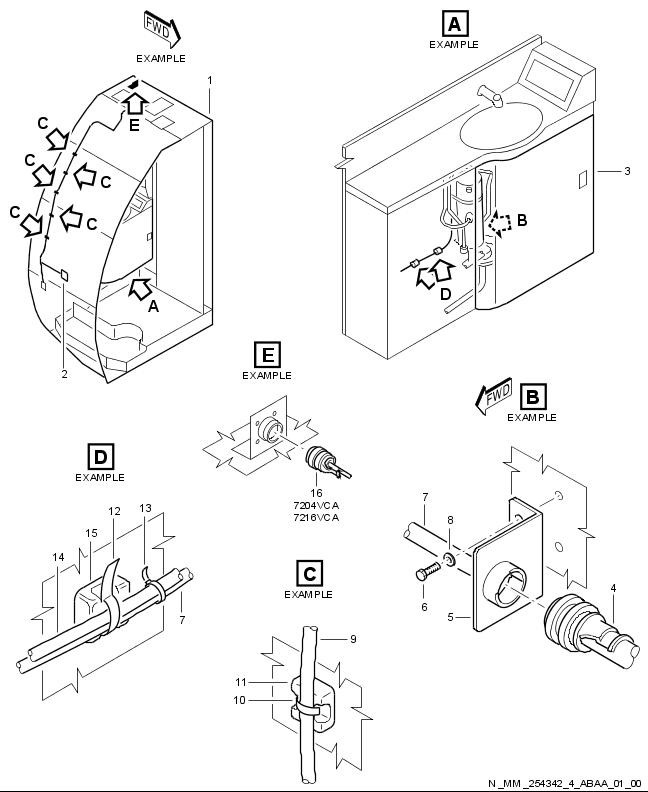 FWD
EXAMPLE
A
EXAMPLE
1
E
C
C
C
C
C
A
2
3
B
D
E
EXAMPLE
16
7204VCA
7216VCA
FWD
B
EXAMPLE
7
8
6
5
4
D
EXAMPLE
12
13
15
14
7
C
EXAMPLE
9
11
10
N_MM_254342_4_ABAA_01_00